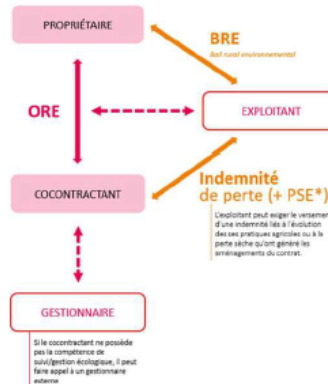 PROPRIÉTAIRE
BRE
Bail rural environnemental
ORE
EXPLOITANT
Indemnité
de perte (+ PSE*)
COCONTRACTANT
L'exploitant peut exiger le versement
d'une indemnité liés à l'évolution
des ses pratiques agricoles ou à la
perte sèche qu'ont généré les
aménagements du contrat.
GESTIONNAIRE
Si le cocontractant ne possède
pas la compétence de
suivi/gestion écologique, il peut
faire appel à un gestionnaire
externe